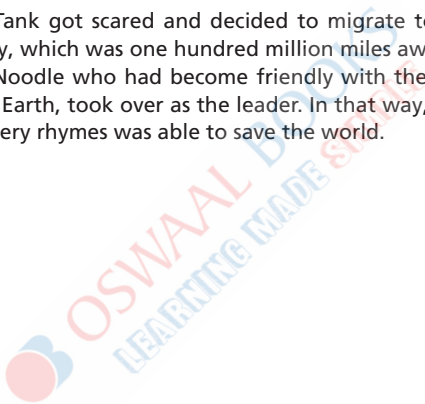 Tank got scared and decided to migrate t
y, which was one hundred million miles aw
Noodle who had become friendly with the
Earth, took over as the leader. In that way,
ery rhymes was able to save the world.
OSWAAL BOOKS
LEARNING MADE SIMPLE